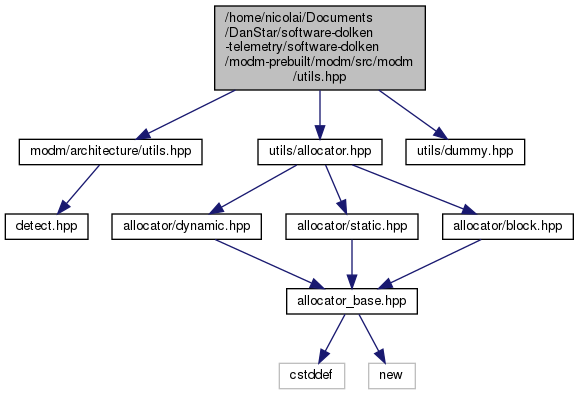 /home/nicolai/Documents
/DanStar/software-dolken
-telemetry/software-dolken
/modm-prebuilt/modm/src/modm
/utils.hpp
modm/architecture/utils.hpp
utils/allocator.hpp
utils/dummy.hpp
detect.hpp
allocator/dynamic.hpp
allocator/static.hpp
allocator/block.hpp
allocator_base.hpp
cstddef
new